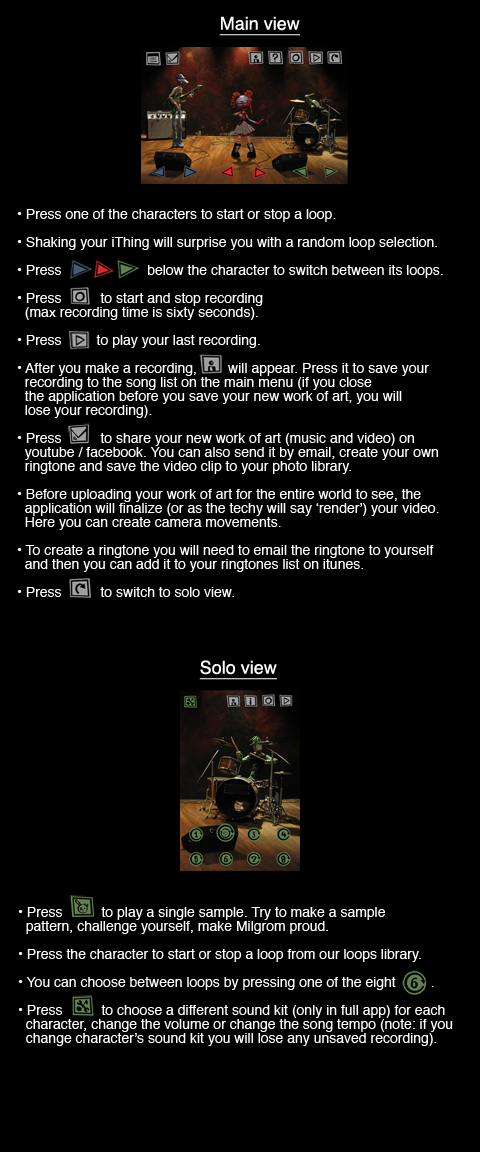 Main view
• Press one of the characters to start or stop a loop.
• Shaking your iThing will surprise you with a random loop selection.
• Press below the character to switch between its loops.
• Press to start and stop recording
(max recording time is sixty seconds).
• Press to play your last recording.
• After you make a recording, will appear. Press it to save your
recording to the song list on the main menu (if you close
the application before you save your new work of art, you will
lose your recording).
• Press to share your new work of art (music and video) on
youtube / facebook. You can also send it by email, create your own
ringtone and save the video clip to your photo library.
• Before uploading your work of art for the entire world to see, the
application will finalize (or as the techy will say ‘render’) your video.
Here you can create camera movements.
• To create a ringtone you will need to email the ringtone to yourself
and then you can add it to your ringtones list on itunes.
• Press to switch to solo view.
Solo view
1 2 3 4
5 6 7 8
• Press to play a single sample. Try to make a sample
pattern, challenge yourself, make Milgrom proud.
• Press the character to start or stop a loop from our loops library.
• You can choose between loops by pressing one of the eight 6 .
• Press to choose a different sound kit (only in full app) for each
character, change the volume or change the song tempo (note: if you
change character’s sound kit you will lose any unsaved recording).